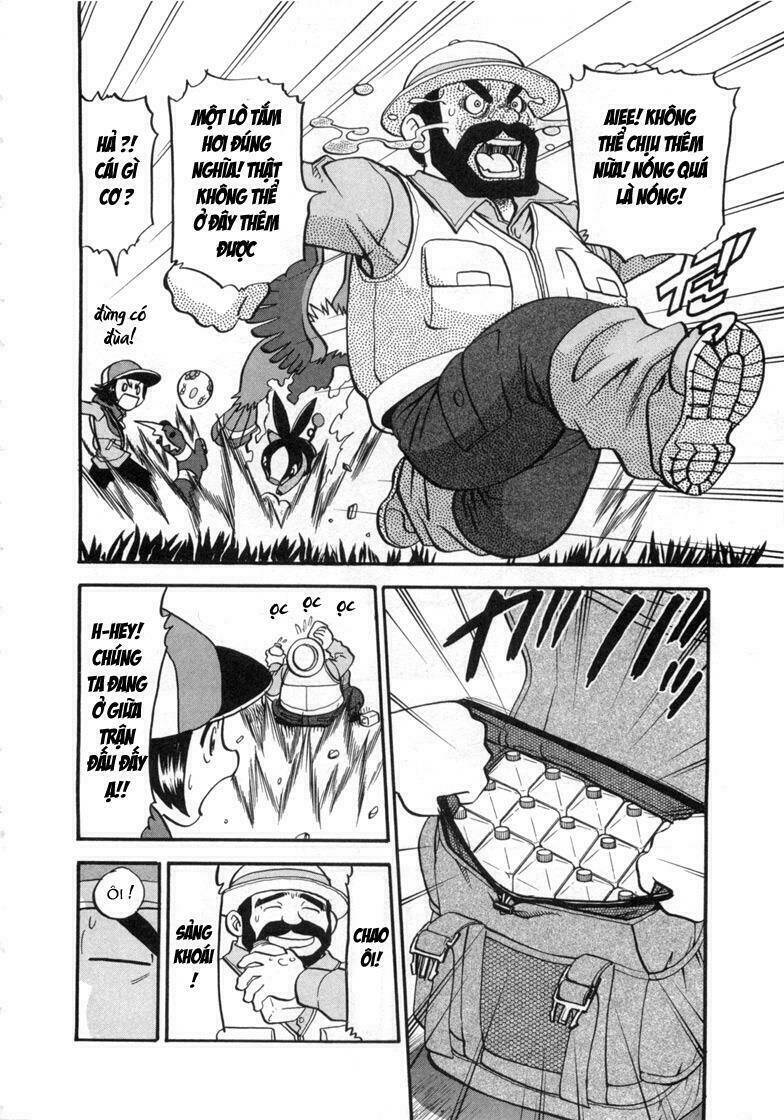 AIEE! KHÔNG
THỂ CHỊU THÊM
NỮA! NÓNG QUÁ
LÀ NÓNG!
MỘT LÒ TẮM
HƠI ĐÚNG
NGHĨA! THẬT
KHÔNG THỂ
Ở ĐÂY THÊM
ĐƯỢC
HẢ ?!
CÁI GÌ
CƠ ?
đừng có
đùa!
ỌC ỌC ỌC
H-HEY!
CHÚNG
TA ĐANG
Ở GIỮA
TRẬN
ĐẤU ĐẤY
Ạ!!
CHAO
ÔI!
SẢNG
KHOÁI
!
ÔI!